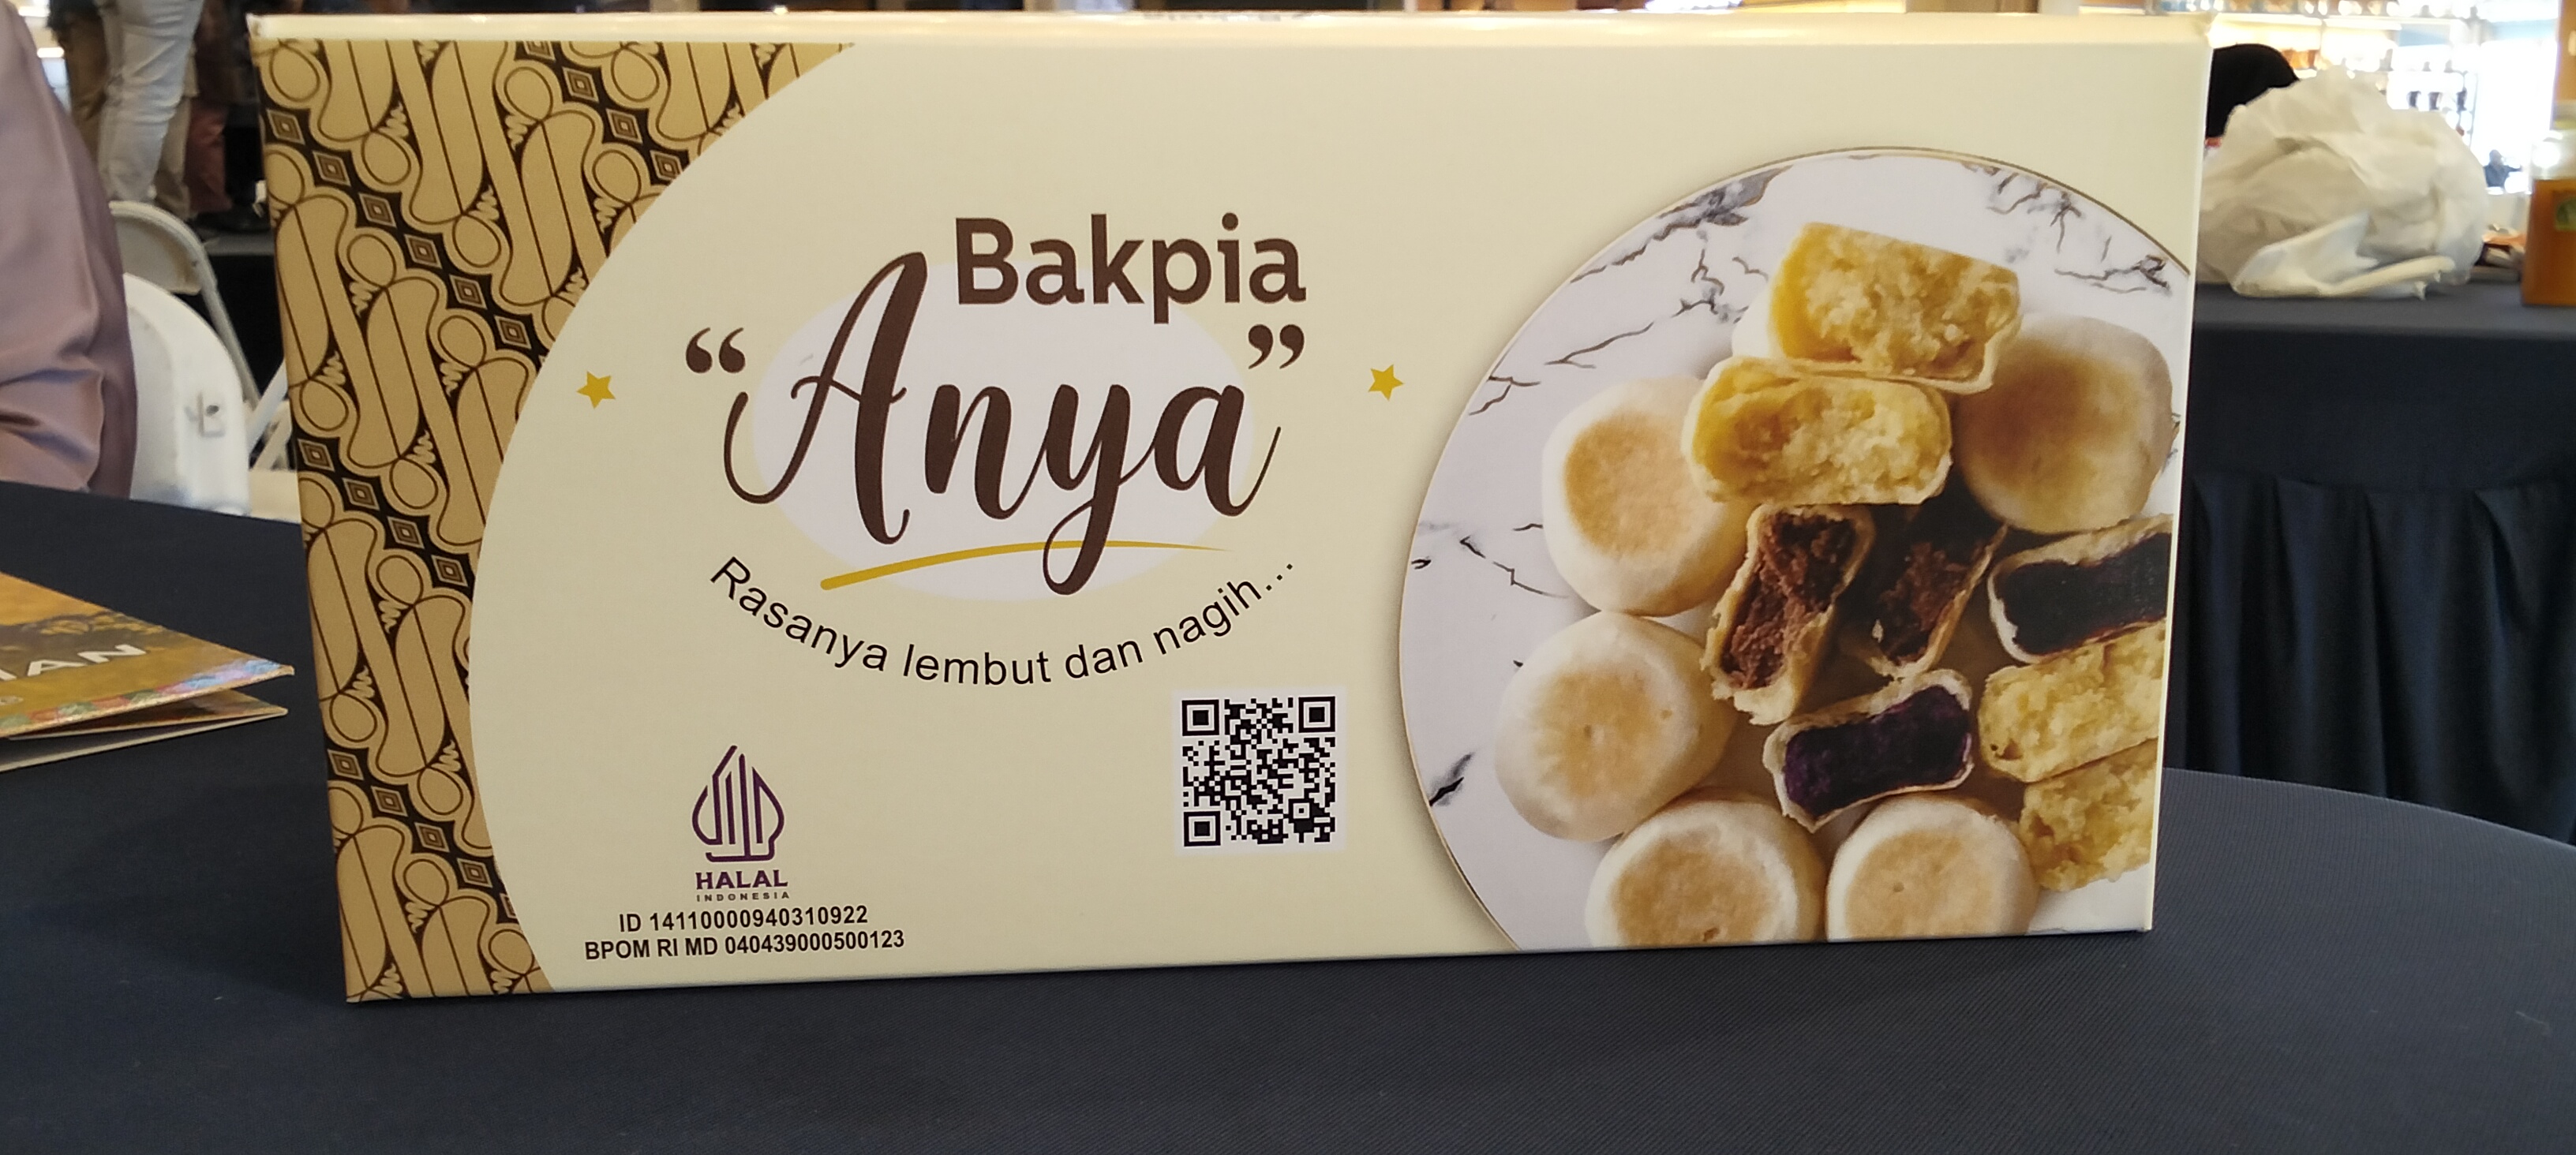 Bakpia
“Anya”
Rasanya lembut dan nagih...
HALAL
INDONESIA
ID 14110000940310922
BPOM RI MD 040439000500123